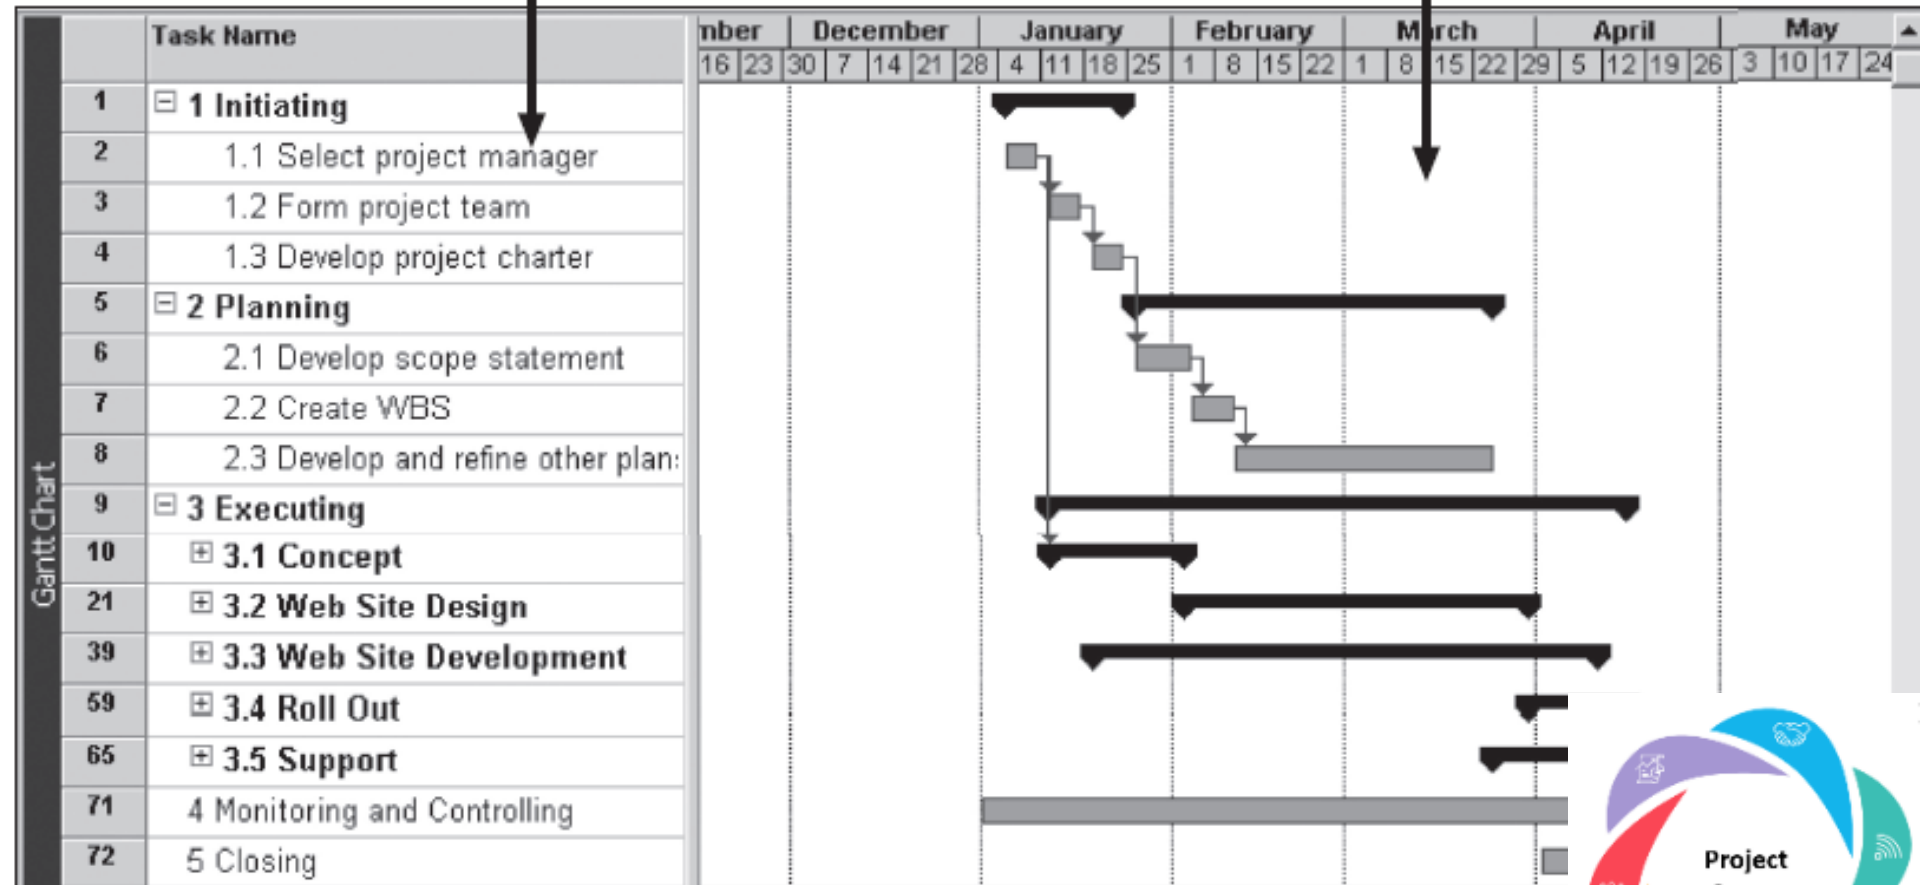 Task Name mber December January February March April May
16 23 30 7 14 21 28 4 11 18 25 1 8 15 22 1 8 15 22 29 5 12 19 26 3 10 17 24
1 1 Initiating
2 1.1 Select project manager
3 1.2 Form project team
4 1.3 Develop project charter
5 2 Planning
6 2.1 Develop scope statement
7 2.2 Create WBS
8 2.3 Develop and refine other plan
9 3 Executing
10 3.1 Concept
21 3.2 Web Site Design
39 3.3 Web Site Development
59 3.4 Roll Out
65 3.5 Support
71 4 Monitoring and Controlling
72 5 Closing
Gantt Chart
Project